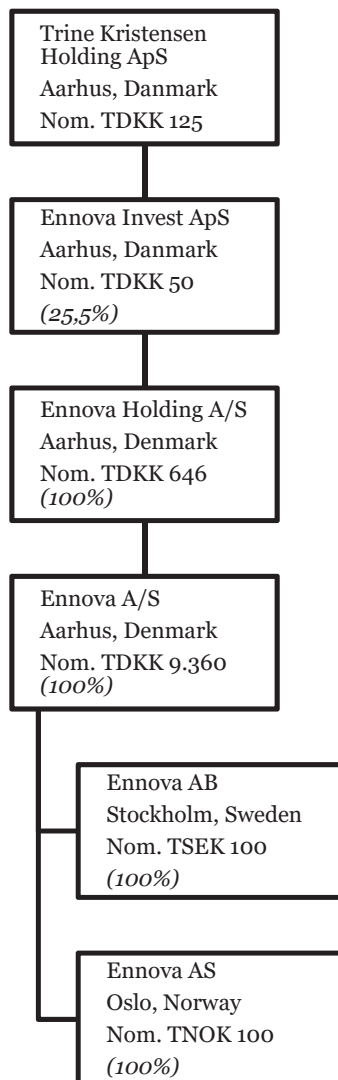 Trine Kristensen
Holding ApS
Aarhus, Danmark
Nom. TDKK 125
Ennova Invest ApS
Aarhus, Danmark
Nom. TDKK 50
(25,5%)
Ennova Holding A/S
Aarhus, Denmark
Nom. TDKK 646
(100%)
Ennova A/S
Aarhus, Denmark
Nom. TDKK 9.360
(100%)
Ennova AB
Stockholm, Sweden
Nom. TSEK 100
(100%)
Ennova AS
Oslo, Norway
Nom. TNOK 100
(100%)